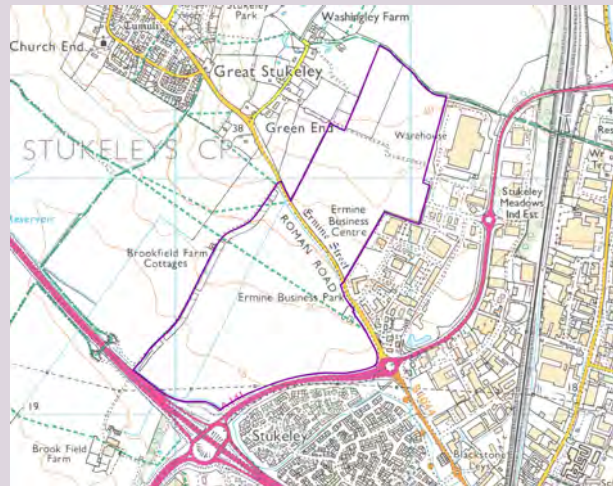 Stukeley
Park
Washingley Farm
Tumuli
Church End
Great Stukeley
38
Green End
Warehouse
STUKELEYS CP
Stukeley
Meadows
Ind Est
Reservoir
Ermine
Business
Centre
Ermine Street
ROMAN ROAD
Brookfield Farm
Cottages
Ermine Business Park
19
Stukeley
Brook Field
Farm
Blackstone
Leys